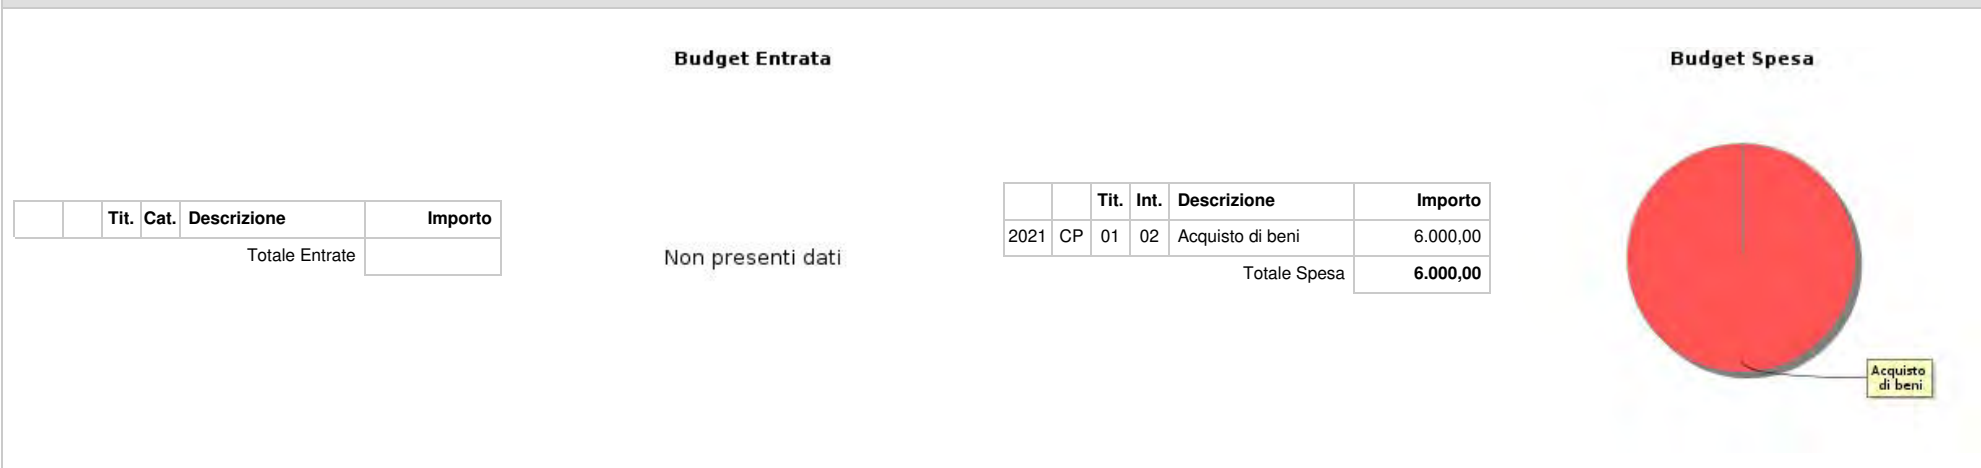 Budget Entrata
Tit. Cat. Descrizione Importo
Totale Entrate
Non presenti dati
Budget Spesa
Tit. Int. Descrizione Importo
2021 CP 01 02 Acquisto di beni 6.000,00
Totale Spesa 6.000,00
Acquisto
di beni